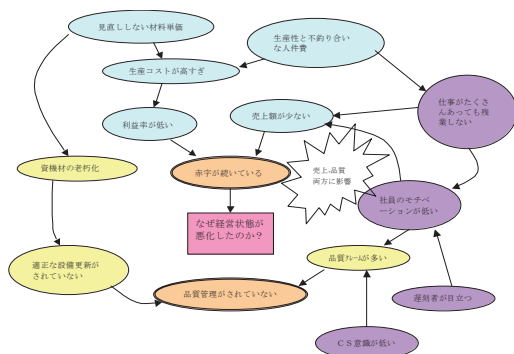 見直ししない材料単価
生産性と不釣り合い
な人件費
生産コストが高すぎ
仕事がたくさ
んあっても残
業しない
利益率が低い
売上額が少ない
売上、品質
両方に影響
資機材の老朽化
赤字が続いている
社員のモチベ
ーションが低い
なぜ経営状態が
悪化したのか?
適正な設備更新が
されていない
品質クレームが多い
品質管理がされていない
遅刻者が目立つ
CS意識が低い